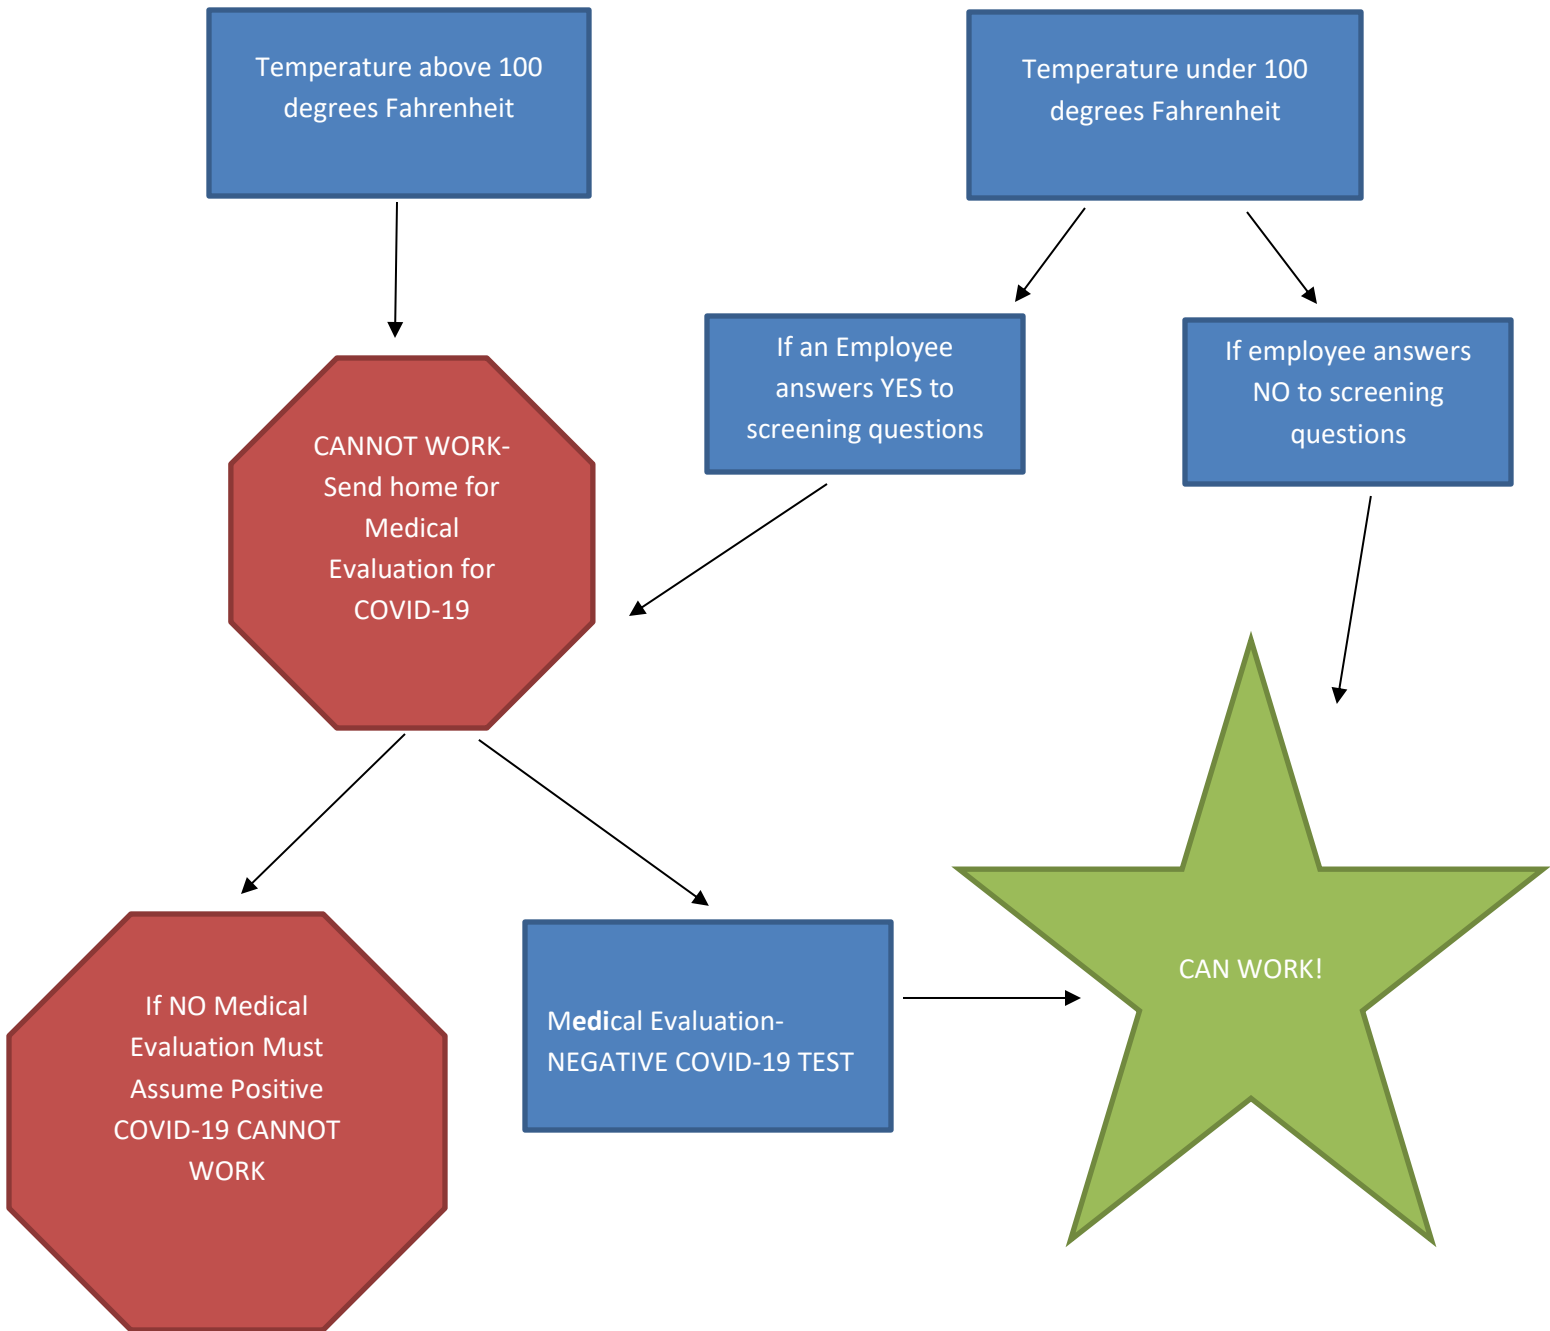 Temperature above 100
degrees Fahrenheit
Temperature under 100
degrees Fahrenheit
If an Employee
answers YES to
screening questions
If employee answers
NO to screening
questions
CANNOT WORK-
Send home for
Medical
Evaluation for
COVID-19
If NO Medical
Evaluation Must
Assume Positive
COVID-19 CANNOT
WORK
Medical Evaluation-
NEGATIVE COVID-19 TEST
CAN WORK!